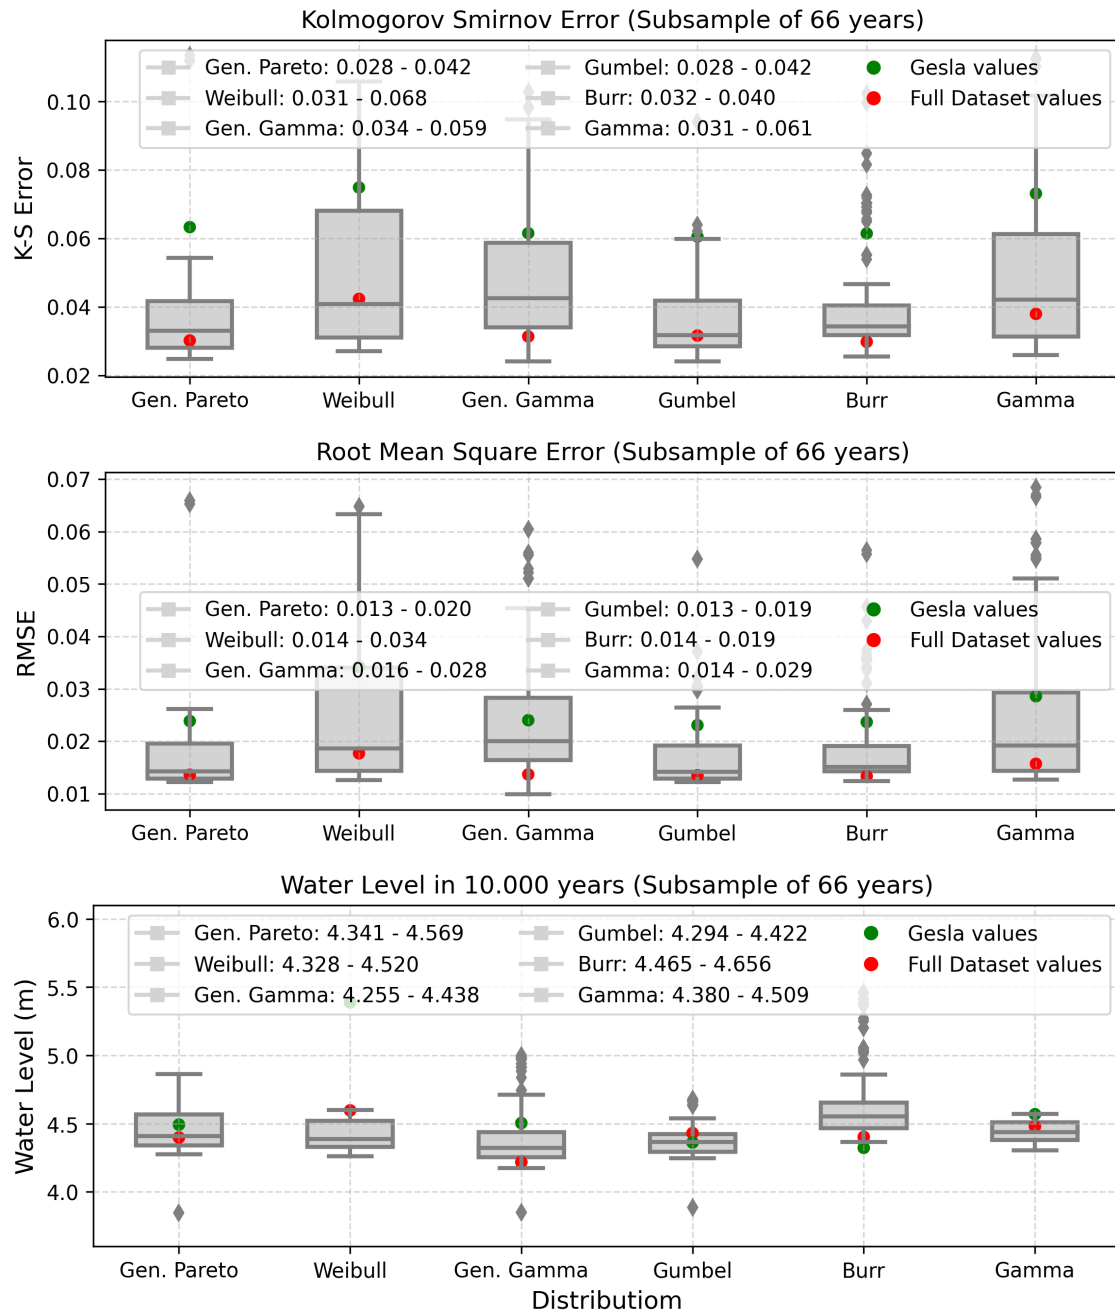 Kolmogorov Smirnov Error (Subsample of 66 years)
Gen. Pareto: 0.028 - 0.042 Gumbel: 0.028 - 0.042 Gesla values
Weibull: 0.031 - 0.068 Burr: 0.032 - 0.040 Full Dataset values
Gen. Gamma: 0.034 - 0.059 Gamma: 0.031 - 0.061
K-S Error
0.10
0.08
0.06
0.04
0.02
Gen. Pareto Weibull Gen. Gamma Gumbel Burr Gamma
Root Mean Square Error (Subsample of 66 years)
Gen. Pareto: 0.013 - 0.020 Gumbel: 0.013 - 0.019 Gesla values
Weibull: 0.014 - 0.034 Burr: 0.014 - 0.019 Full Dataset values
Gen. Gamma: 0.016 - 0.028 Gamma: 0.014 - 0.029
RMSE
0.07
0.06
0.05
0.04
0.03
0.02
0.01
Gen. Pareto Weibull Gen. Gamma Gumbel Burr Gamma
Water Level in 10.000 years (Subsample of 66 years)
Gen. Pareto: 4.341 - 4.569 Gumbel: 4.294 - 4.422 Gesla values
Weibull: 4.328 - 4.520 Burr: 4.465 - 4.656 Full Dataset values
Gen. Gamma: 4.255 - 4.438 Gamma: 4.380 - 4.509
Water Level (m)
6.0
5.5
5.0
4.5
4.0
Gen. Pareto Weibull Gen. Gamma Gumbel Burr Gamma
Distributiom